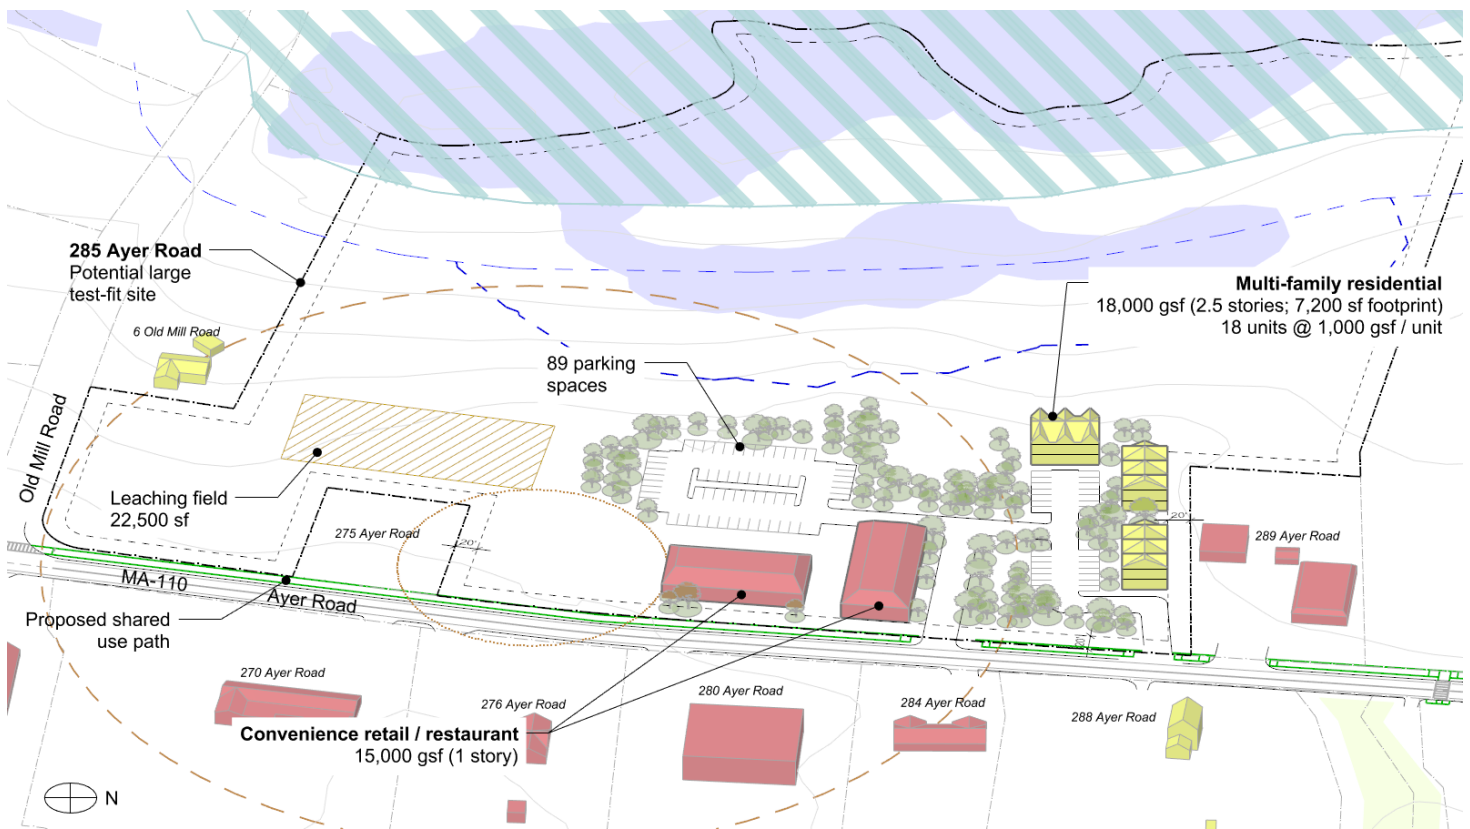 285 Ayer Road
Potential large
test-fit site
6 Old Mill Road
Multi-family residential
18,000 gsf (2.5 stories; 7,200 sf footprint)
18 units @ 1,000 gsf / unit
89 parking
spaces
Old Mill Road
Leaching field
22,500 sf
275 Ayer Road
20'
20'
289 Ayer Road
MA-110
Ayer Road
Proposed shared
use path
20'
270 Ayer Road
276 Ayer Road
280 Ayer Road
284 Ayer Road
288 Ayer Road
Convenience retail / restaurant
15,000 gsf (1 story)
N